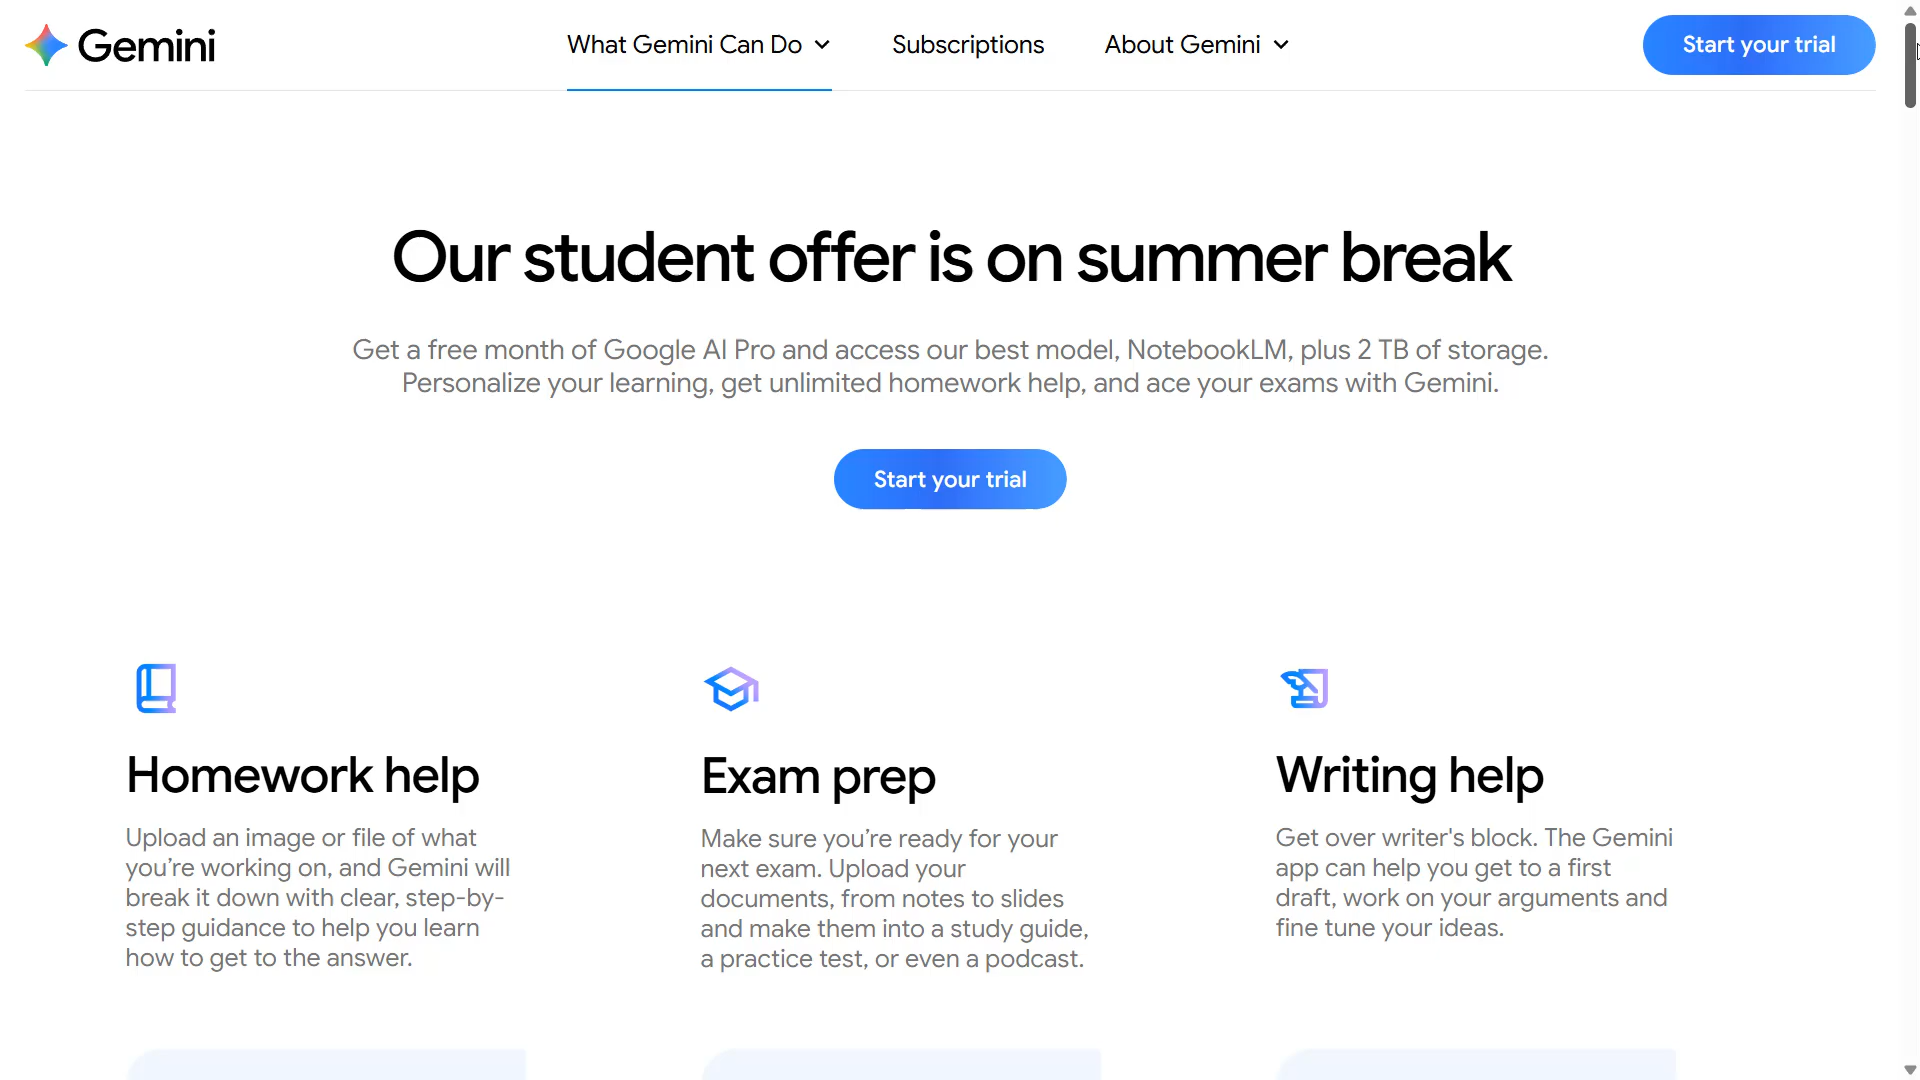 Gemini
What Gemini Can Do
Subscriptions
About Gemini
Start your trial
Our student offer is on summer break
Get a free month of Google AI Pro and access our best model, NotebookLM, plus 2 TB of storage.
Personalize your learning, get unlimited homework help, and ace your exams with Gemini.
Start your trial
Homework help
Upload an image or file of what
you’re working on, and Gemini will
break it down with clear, step-by-
step guidance to help you learn
how to get to the answer.
Exam prep
Make sure you’re ready for your
next exam. Upload your
documents, from notes to slides
and make them into a study guide,
a practice test, or even a podcast.
Writing help
Get over writer's block. The Gemini
app can help you get to a first
draft, work on your arguments and
fine tune your ideas.